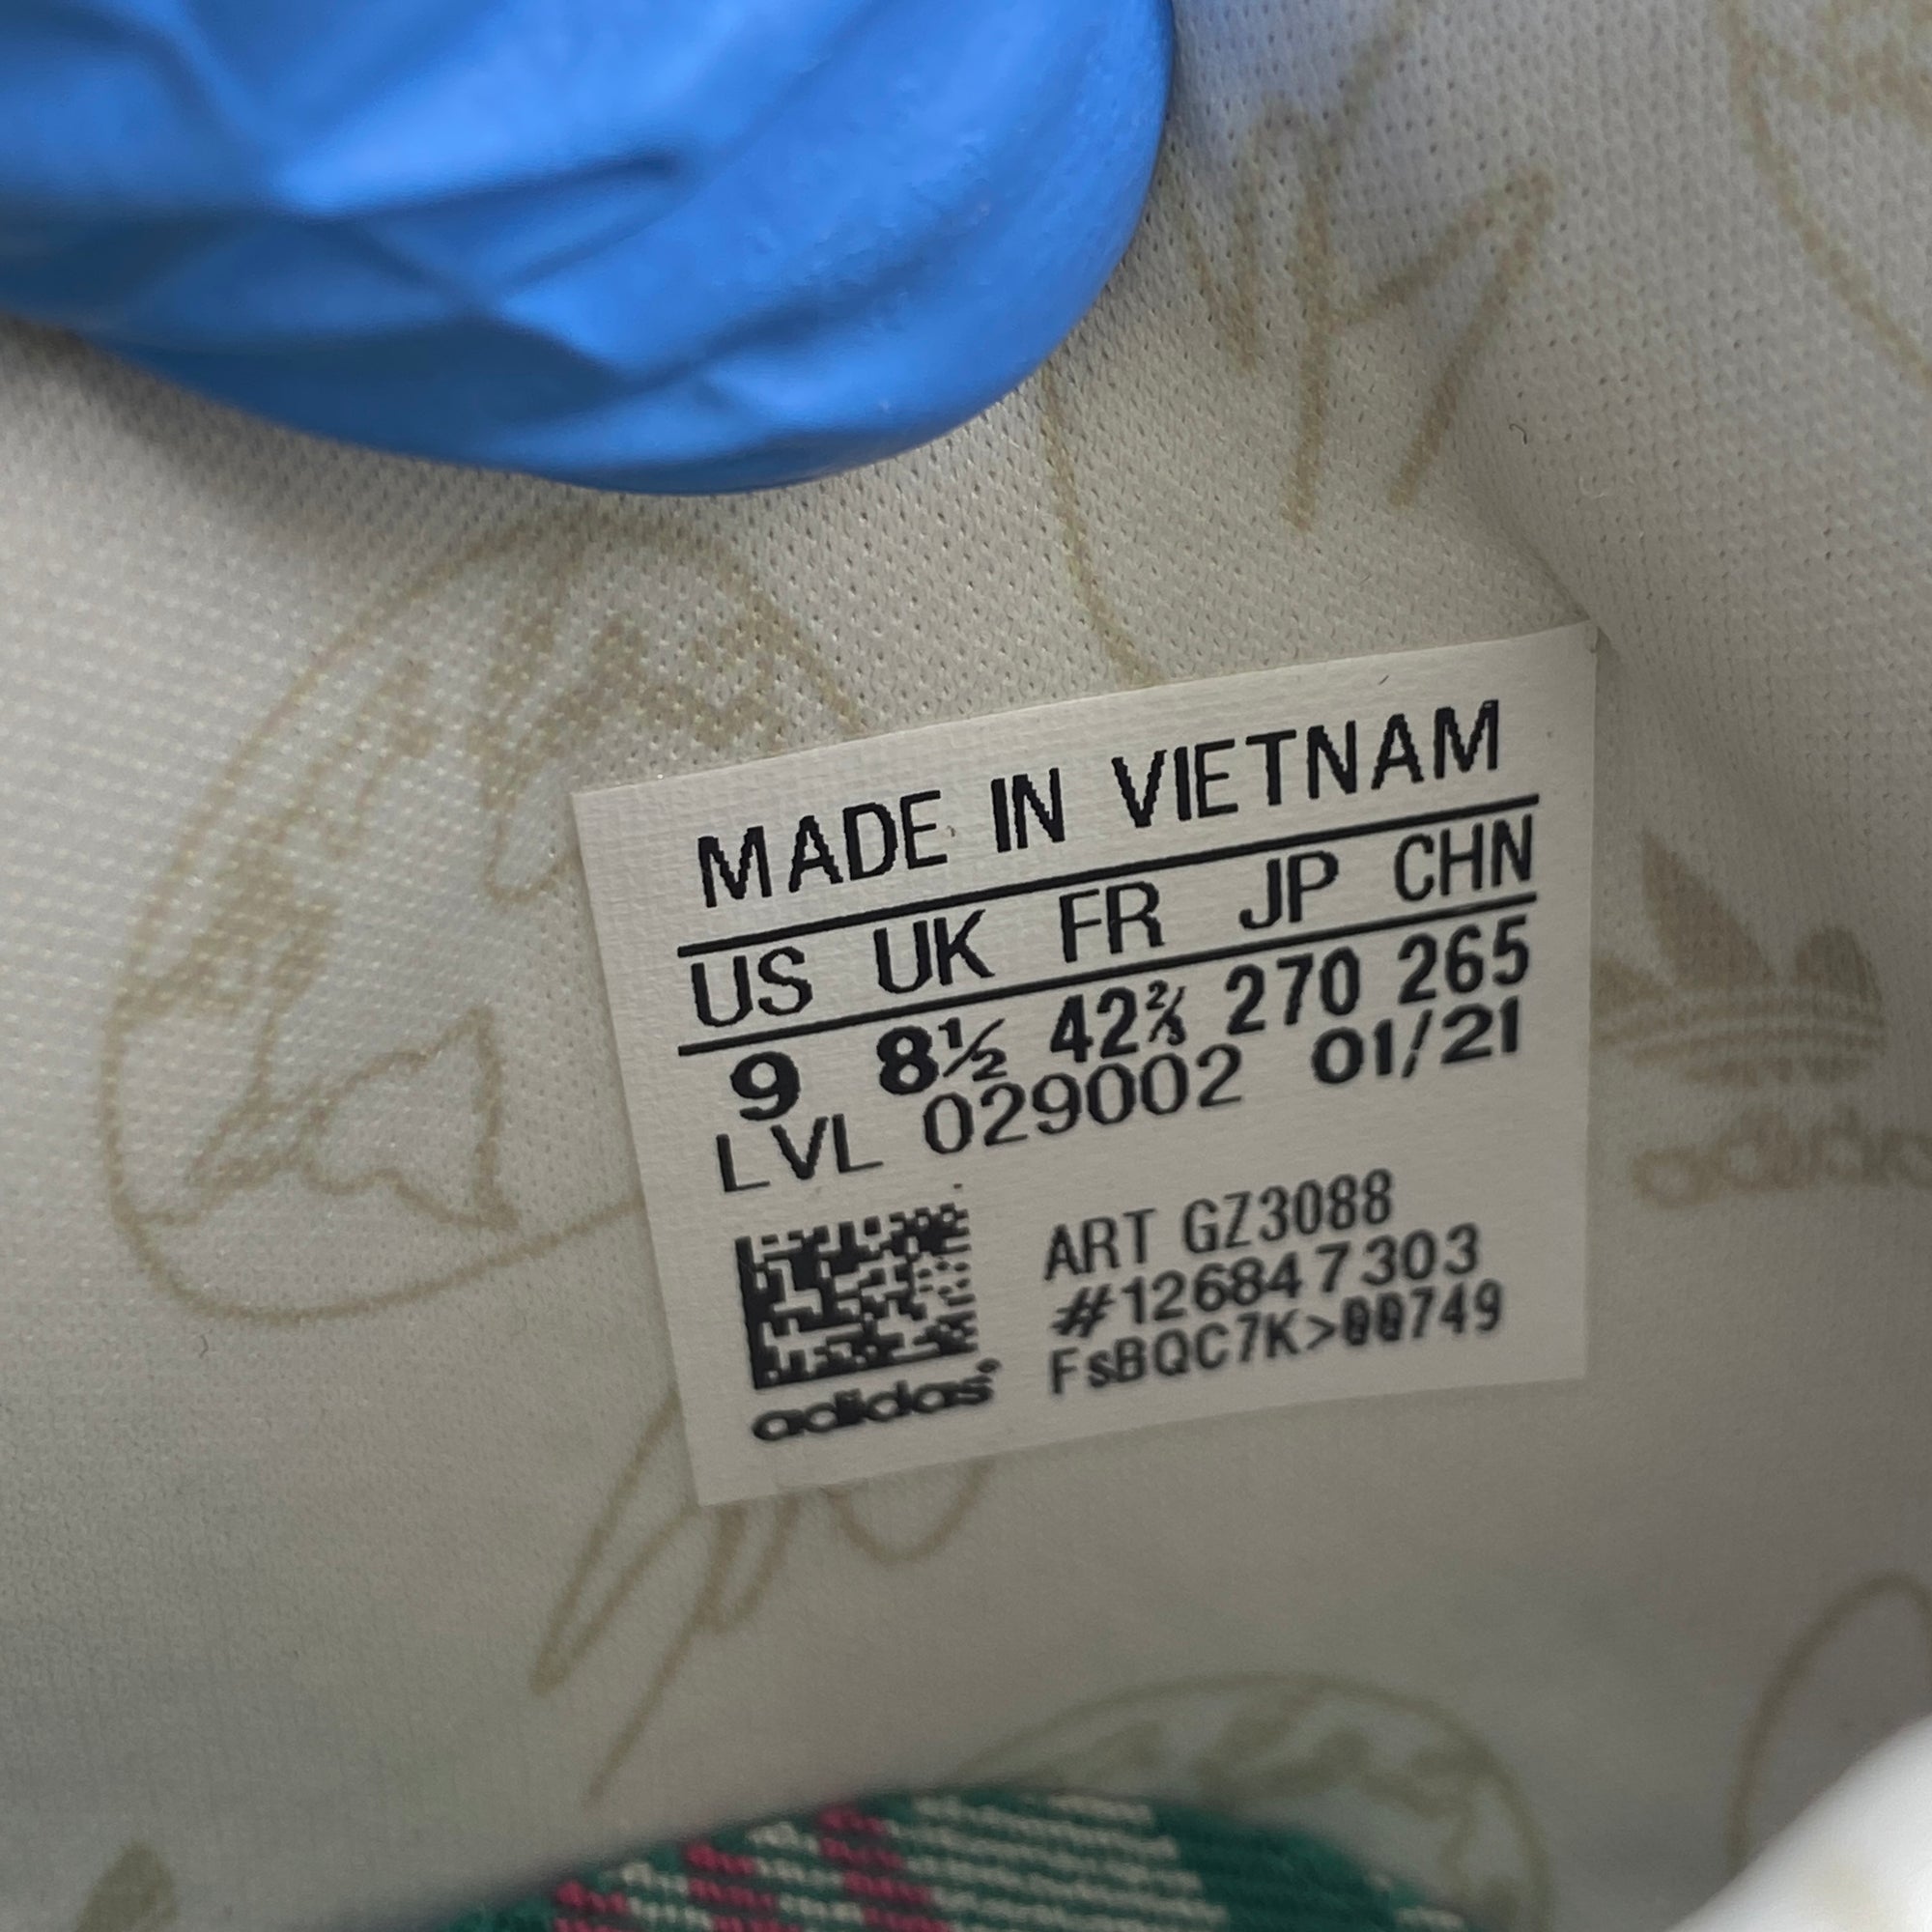 MADE IN VIETNAM
US UK FR JP CHN
9 8½ 42⅔ 270 265
LVL 029002 01/21
ART GZ3088
#126847303
FsBQC7K>00749
adidas
adidas